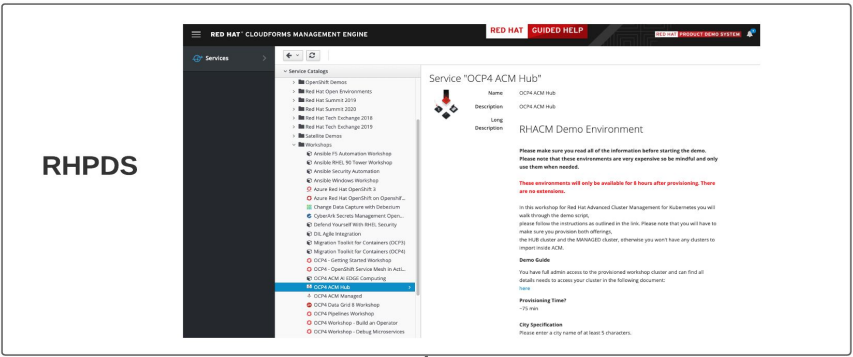 RHPDS
RED HAT® CLOUDFORMS MANAGEMENT ENGINE
RED HAT GUIDED HELP
RED HAT PRODUCT DEMO SYSTEM
Services
Service Catalogs
OpenShift Demos
Red Hat Open Environments
Red Hat Summit 2019
Red Hat Summit 2020
Red Hat Tech Exchange 2018
Red Hat Tech Exchange 2019
Satellite Demos
Workshops
Ansible F5 Automation Workshop
Ansible RHEL 90 Tower Workshop
Ansible Security Automation
Ansible Windows Workshop
Azure Red Hat OpenShift 3
Azure Red Hat OpenShift on Openshif...
Change Data Capture with Debezium
CyberArk Secrets Management Open...
Defend Yourself With RHEL Security
DIL Agile Integration
Migration Toolkit for Containers (OCP3)
Migration Toolkit for Containers (OCP4)
OCP4 - Getting Started Workshop
OCP4 - OpenShift Service Mesh in Acti...
OCP4 ACM AI EDGE Computing
OCP4 ACM Hub
OCP4 ACM Managed
OCP4 Data Grid 8 Workshop
OCP4 Pipelines Workshop
OCP4 Workshop - Build an Operator
OCP4 Workshop - Debug Microservices
Service "OCP4 ACM Hub"
Name OCP4 ACM Hub
Description OCP4 ACM Hub
Long
Description
RHACM Demo Environment
Please make sure you read all of the information before starting the demo.
Please note that these environments are very expensive so be mindful and only
use them when needed.
These environments will only be available for 8 hours after provisioning. There
are no extensions.
In this workshop for Red Hat Advanced Cluster Management for Kubernetes you will
walk through the demo script,
please follow the instructions as outlined in the link. Please note that you will have to
make sure you provision both offerings,
the HUB cluster and the MANAGED cluster, otherwise you won't have any clusters to
import inside ACM.
Demo Guide
You have full admin access to the provisioned workshop cluster and can find all
details needs to access your cluster in the following document:
here
Provisioning Time?
~75 min
City Specification
Please enter a city name of at least 5 characters.